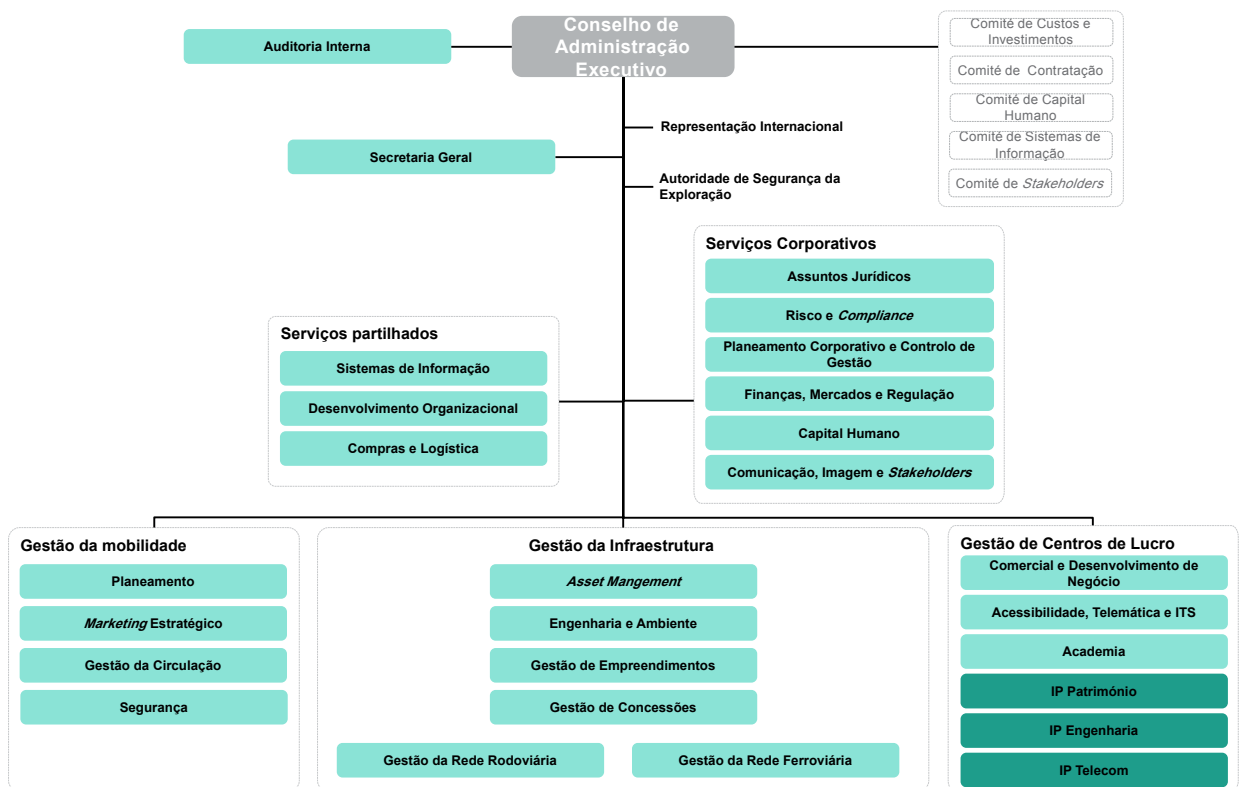 Conselho de
Administração
Executivo
Auditoria Interna
Comité de Custos e
Investimentos
Comité de Contratação
Comité de Capital
Humano
Comité de Sistemas de
Informação
Comité de Stakeholders
Representação Internacional
Secretaria Geral
Autoridade de Segurança da
Exploração
Serviços Corporativos
Assuntos Jurídicos
Risco e Compliance
Planeamento Corporativo e Controlo de
Gestão
Finanças, Mercados e Regulação
Capital Humano
Comunicação, Imagem e Stakeholders
Serviços partilhados
Sistemas de Informação
Desenvolvimento Organizacional
Compras e Logística
Gestão da mobilidade
Planeamento
Marketing Estratégico
Gestão da Circulação
Segurança
Gestão da Infraestrutura
Asset Mangement
Engenharia e Ambiente
Gestão de Empreendimentos
Gestão de Concessões
Gestão da Rede Rodoviária
Gestão da Rede Ferroviária
Gestão de Centros de Lucro
Comercial e Desenvolvimento de
Negócio
Acessibilidade, Telemática e ITS
Academia
IP Património
IP Engenharia
IP Telecom